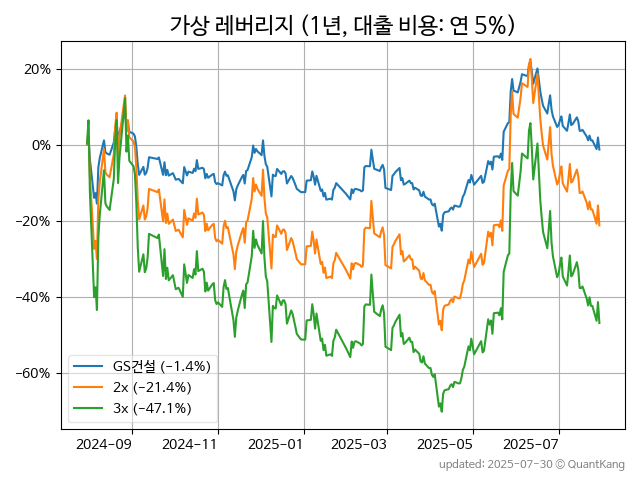 가상 레버리지 (1년, 대출 비용: 연 5%)
20%
0%
−20%
−40%
−60%
GS건설 (−1.4%)
2x (−21.4%)
3x (−47.1%)
2024-09 2024-11 2025-01 2025-03 2025-05 2025-07
updated: 2025-07-30 © QuantKang